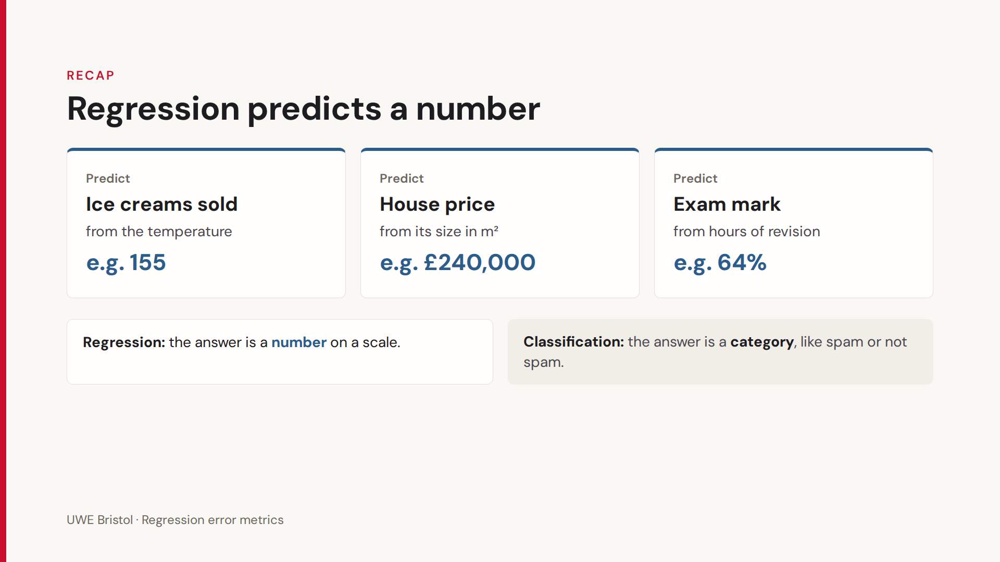 RECAP
Regression predicts a number
Predict
Ice creams sold
from the temperature
e.g. 155
Predict
House price
from its size in m²
e.g. £240,000
Predict
Exam mark
from hours of revision
e.g. 64%
Regression: the answer is a number on a scale.
Classification: the answer is a category, like spam or not
spam.
UWE Bristol · Regression error metrics